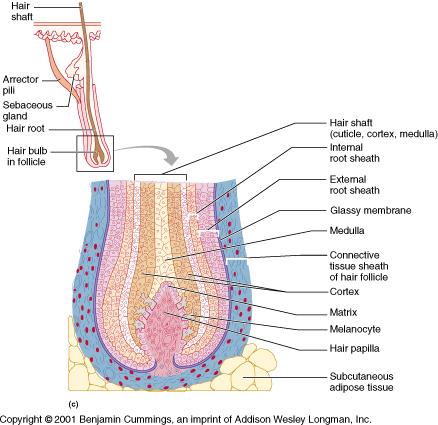 Hair
shaft
Arrector
pili
Sebaceous
gland
Hair root
Hair bulb
in follicle
Hair shaft
(cuticle, cortex, medulla)
Internal
root sheath
External
root sheath
Glassy membrane
Medulla
Connective
tissue sheath
of hair follicle
Cortex
Matrix
Melanocyte
Hair papilla
Subcutaneous
adipose tissue
(c)
Copyright © 2001 Benjamin Cummings, an imprint of Addison Wesley Longman, Inc.